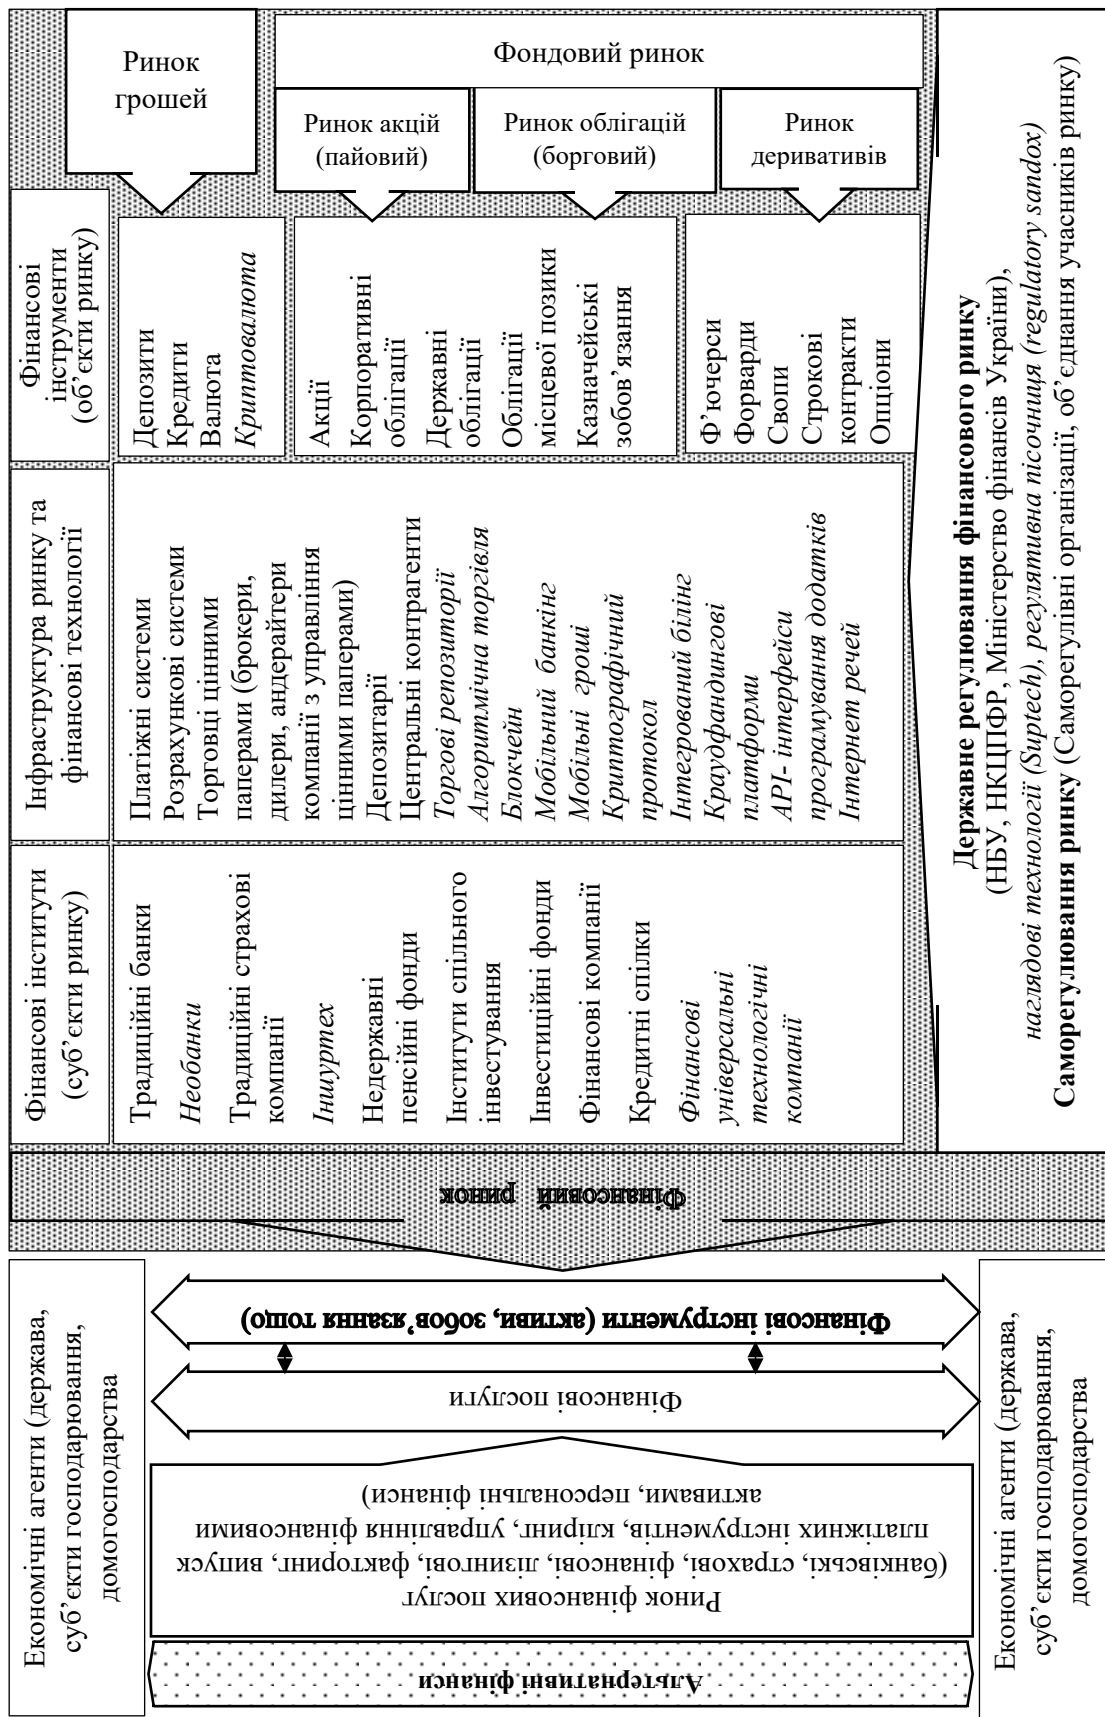 Економічні агенти (держава,
суб’єкти господарювання,
домогосподарства
Альтернативні фінанси
Ринок фінансових послуг
(банківські, страхові, фінансові, лізингові, факторинг, випуск
платіжних інструментів, кліринг, управління фінансовими
активами, персональні фінанси)
Фінансові послуги
Фінансові інструменти (активи, зобов’язання тощо)
Економічні агенти (держава,
суб’єкти господарювання,
домогосподарства
Фінансовий ринок
Фінансові інститути
(суб’єкти ринку)
Традиційні банки
Необанки
Традиційні страхові
компанії
Іншуртех
Недержавні
пенсійні фонди
Інститути спільного
інвестування
Інвестиційні фонди
Фінансові компанії
Кредитні спілки
Фінансові
універсальні
технологічні
компанії
Інфраструктура ринку та
фінансові технології
Платіжні системи
Розрахункові системи
Торговці цінними
паперами (брокери,
дилери, андерайтери
компанії з управління
цінними паперами)
Депозитарії
Центральні контрагенти
Торгові репозиторії
Алгоритмічна торгівля
Блокчейн
Мобільний банкінг
Мобільні гроші
Криптографічний
протокол
Інтегрований білінг
Краудфандингові
платформи
API- інтерфейси
програмування додатків
Інтернет речей
Фінансові
інструменти
(об’єкти ринку)
Депозити
Кредити
Валюта
Криптовалюта
Акції
Корпоративні
облігації
Державні
облігації
Облігації
місцевої позики
Казначейські
зобов’язання
Ф’ючерси
Форварди
Свопи
Строкові
контракти
Опціони
Ринок
грошей
Фондовий ринок
Ринок акцій
(пайовий)
Ринок облігацій
(борговий)
Ринок
деривативів
Державне регулювання фінансового ринку
(НБУ, НКЦПФР, Міністерство фінансів України),
наглядові технології (Suptech), регулятивна пісочниця (regulatory sandox)
Саморегулювання ринку (Саморегулівні організації, об’єднання учасників ринку)